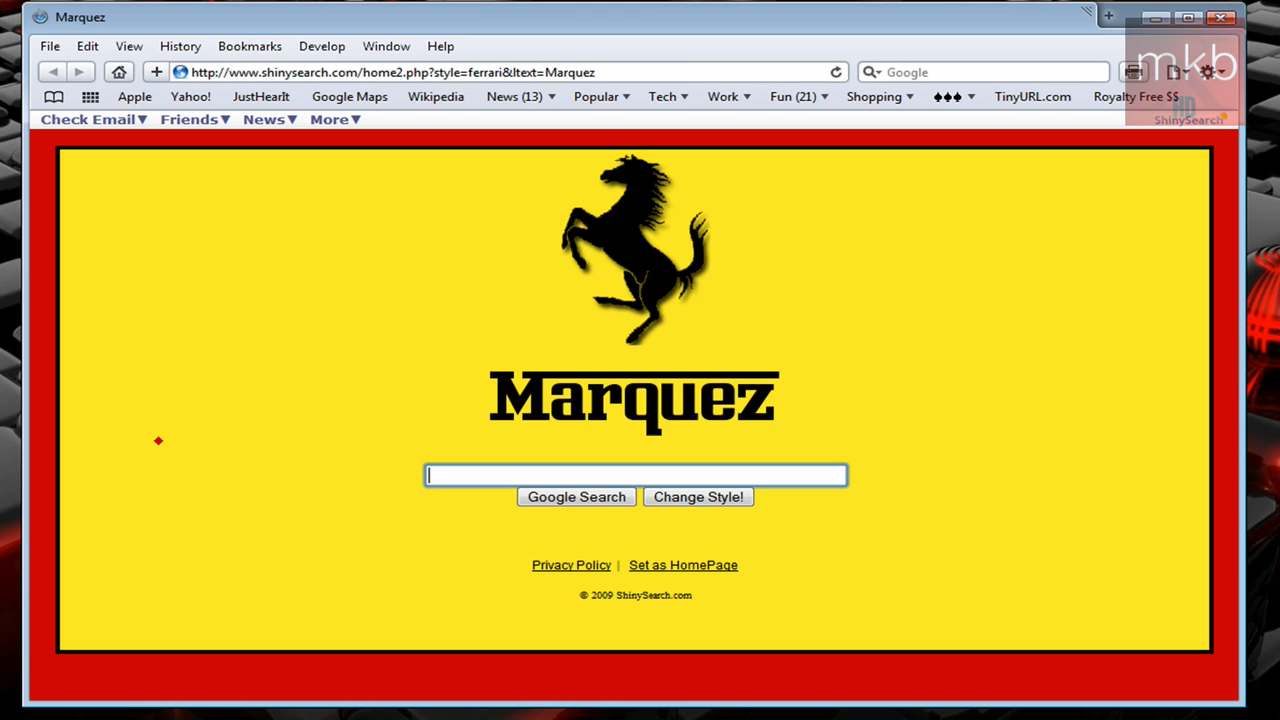 Marquez
File Edit View History Bookmarks Develop Window Help
http://www.shinysearch.com/home2.php?style=ferrari&ltext=Marquez
Google
mkb
HD
Apple Yahoo! JustHearIt Google Maps Wikipedia News (13) Popular Tech Work Fun (21) Shopping TinyURL.com Royalty Free $$
Check Email Friends News More
ShinySearch
Marquez
Google Search Change Style!
Privacy Policy | Set as HomePage
© 2009 ShinySearch.com